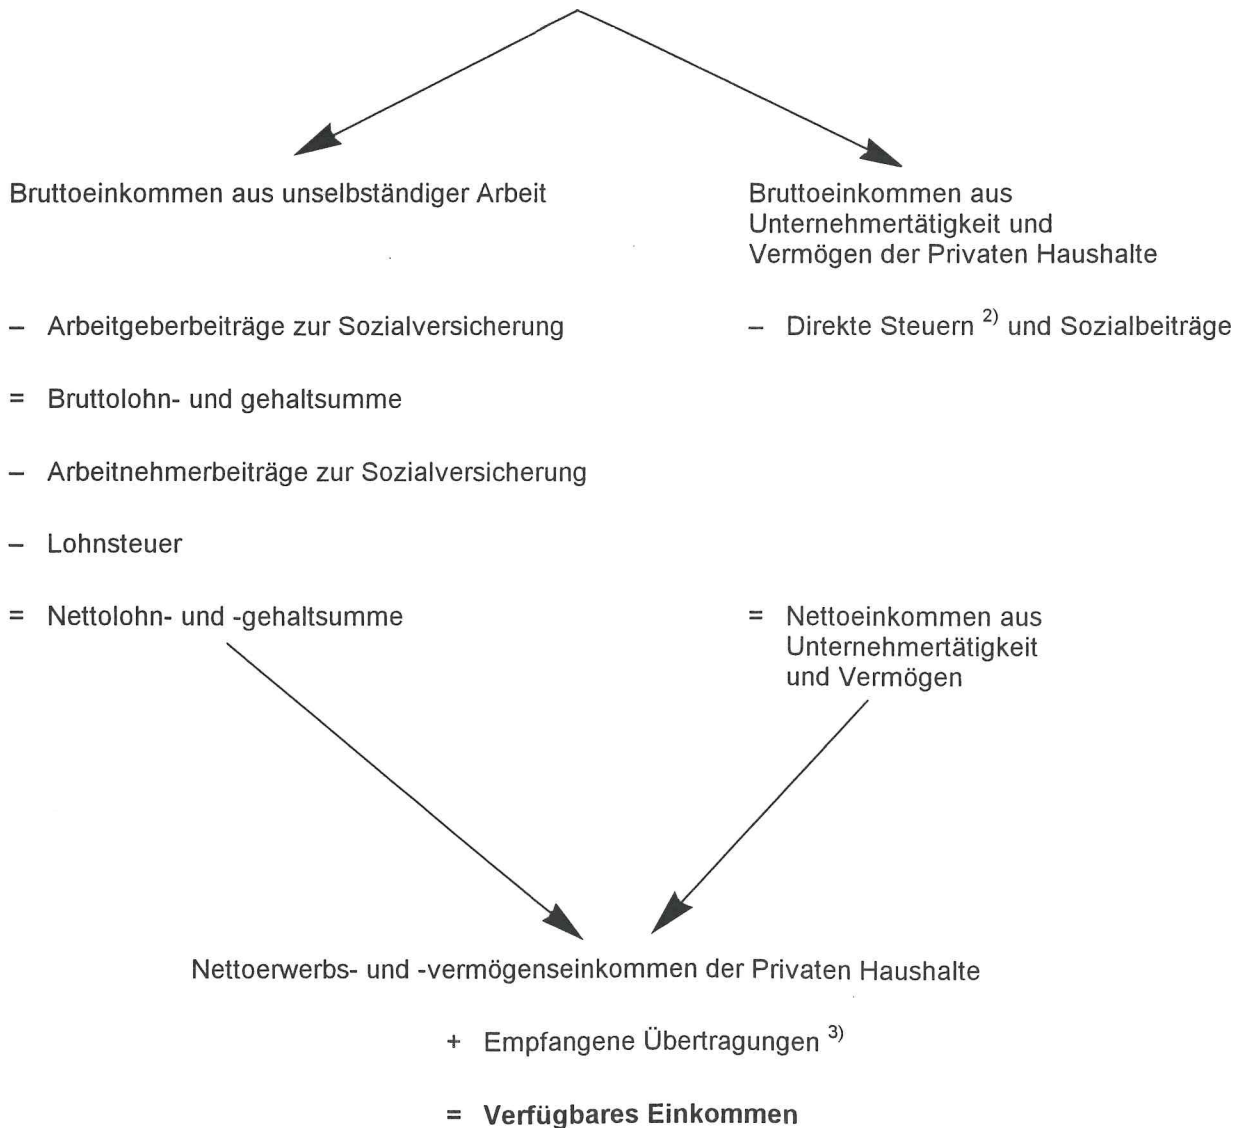 Bruttoeinkommen aus unselbständiger Arbeit
Bruttoeinkommen aus
Unternehmertätigkeit und
Vermögen der Privaten Haushalte
– Arbeitgeberbeiträge zur Sozialversicherung
– Direkte Steuern 2) und Sozialbeiträge
= Bruttolohn- und gehaltsumme
– Arbeitnehmerbeiträge zur Sozialversicherung
– Lohnsteuer
= Nettolohn- und -gehaltsumme
= Nettoeinkommen aus
Unternehmertätigkeit
und Vermögen
Nettoerwerbs- und -vermögenseinkommen der Privaten Haushalte
+ Empfangene Übertragungen 3)
= Verfügbares Einkommen